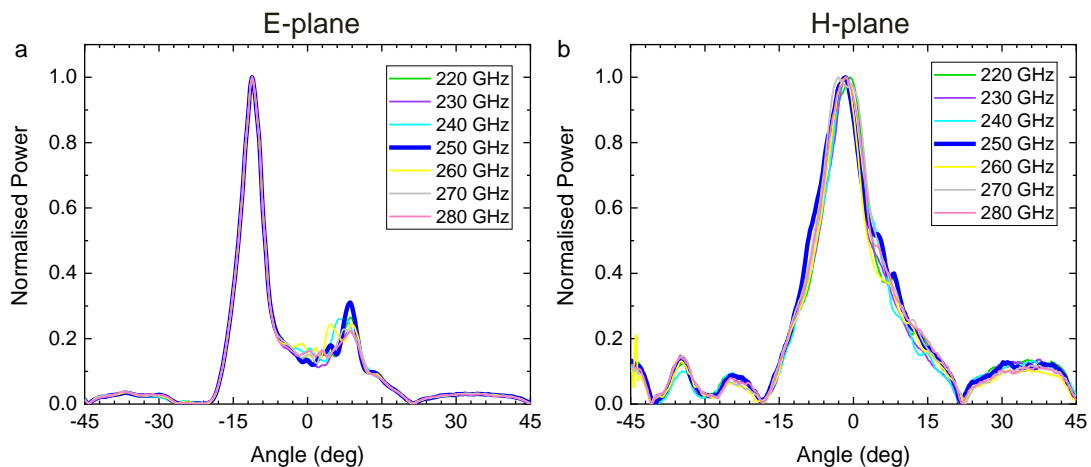 E-plane
H-plane
a
b
220 GHz
230 GHz
240 GHz
250 GHz
260 GHz
270 GHz
280 GHz
220 GHz
230 GHz
240 GHz
250 GHz
260 GHz
270 GHz
280 GHz
Normalised Power
1.0
0.8
0.6
0.4
0.2
0.0
-45 -30 -15 0 15 30 45
Angle (deg)
Normalised Power
1.0
0.8
0.6
0.4
0.2
0.0
-45 -30 -15 0 15 30 45
Angle (deg)